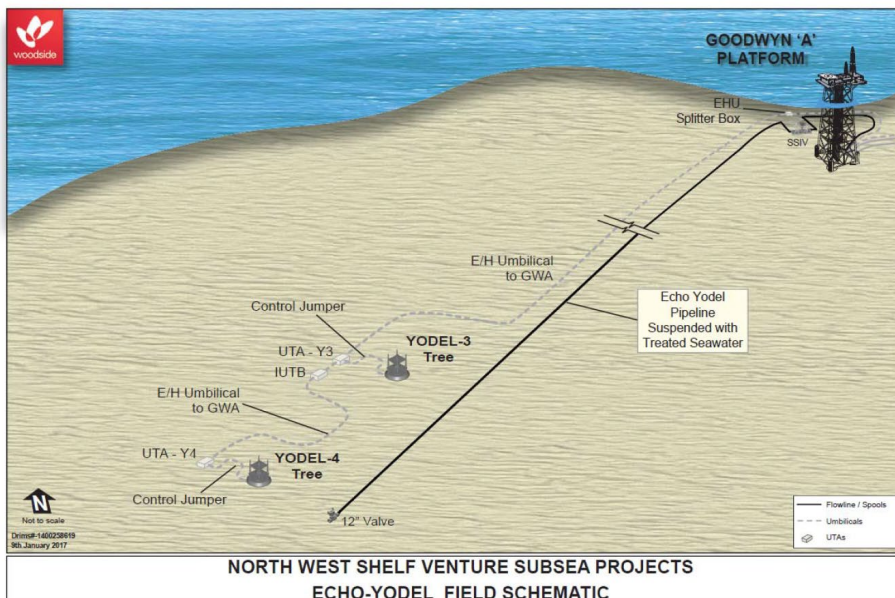 woodside
GOODWYN 'A'
PLATFORM
EHU
Splitter Box
SSIV
E/H Umbilical
to GWA
Echo Yodel
Pipeline
Suspended with
Treated Seawater
Control Jumper
YODEL-3
Tree
UTA - Y3
IUTB
E/H Umbilical
to GWA
UTA - Y4
YODEL-4
Tree
Control Jumper
12" Valve
N
Not to scale
Drims#-1400258619
9th January 2017
Flowline / Spools
Umbilicals
UTAs
NORTH WEST SHELF VENTURE SUBSEA PROJECTS
ECHO-YODEL FIELD SCHEMATIC